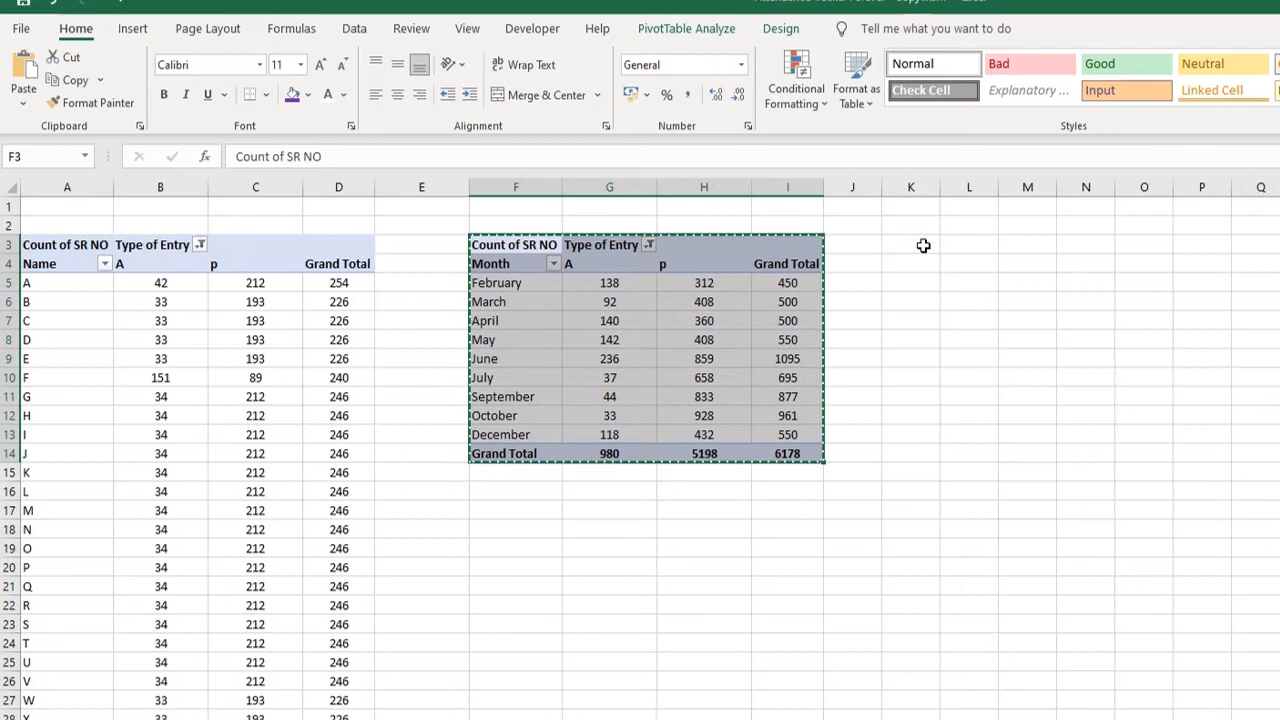 File Home Insert Page Layout Formulas Data Review View Developer Help PivotTable Analyze Design Tell me what you want to do
Cut
Copy
Format Painter
Paste
Clipboard
Calibri 11
B I U
Font
Wrap Text
Merge & Center
Alignment
General
Number
Conditional Formatting
Format as Table
Normal Bad Good Neutral
Check Cell Explanatory ... Input Linked Cell
Styles
F3 fx Count of SR NO
A B C D E F G H I J K L M N O P Q
1
2
3 Count of SR NO Type of Entry Count of SR NO Type of Entry
4 Name A p Grand Total Month A p Grand Total
5 A 42 212 254 February 138 312 450
6 B 33 193 226 March 92 408 500
7 C 33 193 226 April 140 360 500
8 D 33 193 226 May 142 408 550
9 E 33 193 226 June 236 859 1095
10 F 151 89 240 July 37 658 695
11 G 34 212 246 September 44 833 877
12 H 34 212 246 October 33 928 961
13 I 34 212 246 December 118 432 550
14 J 34 212 246 Grand Total 980 5198 6178
15 K 34 212 246
16 L 34 212 246
17 M 34 212 246
18 N 34 212 246
19 O 34 212 246
20 P 34 212 246
21 Q 34 212 246
22 R 34 212 246
23 S 34 212 246
24 T 34 212 246
25 U 34 212 246
26 V 34 212 246
27 W 33 193 226
28 X 33 193 226